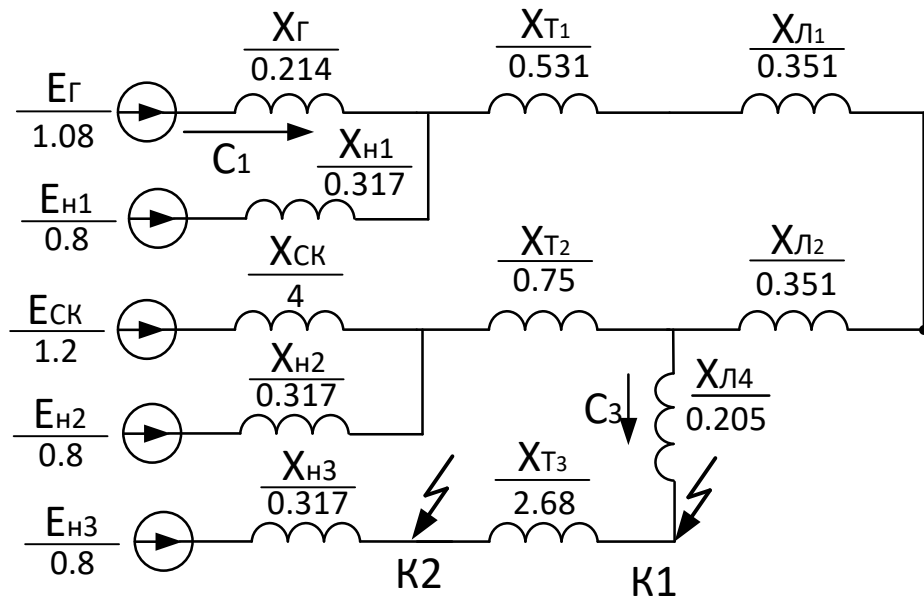 XГ
0.214
XТ1
0.531
XЛ1
0.351
EГ
1.08
C1
XН1
0.317
EН1
0.8
XСК
4
XТ2
0.75
XЛ2
0.351
EСК
1.2
XН2
0.317
C3
XЛ4
0.205
EН2
0.8
XН3
0.317
XТ3
2.68
EН3
0.8
К2
К1